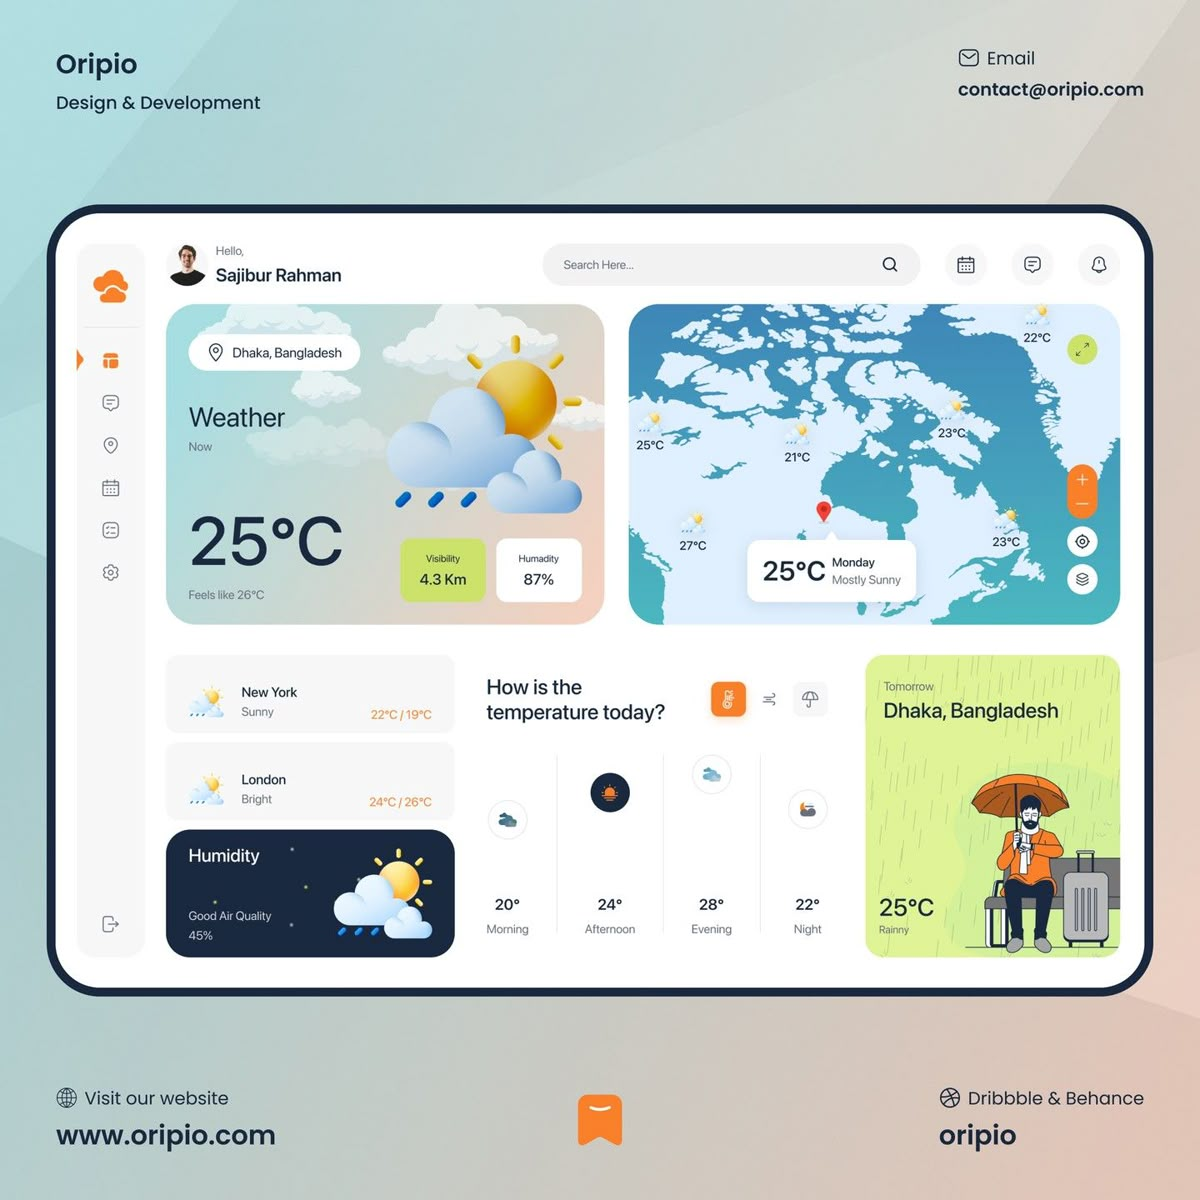 Oripio
Design & Development
Email
contact@oripio.com
Hello,
Sajibur Rahman
Search Here...
Dhaka, Bangladesh
Weather
Now
25°C
Feels like 26°C
Visibility
4.3 Km
Humadity
87%
22°C
25°C
21°C
23°C
27°C
23°C
25°C
Monday
Mostly Sunny
New York
Sunny
22°C / 19°C
London
Bright
24°C / 26°C
Humidity
Good Air Quality
45%
How is the
temperature today?
20°
Morning
24°
Afternoon
28°
Evening
22°
Night
Tomorrow
Dhaka, Bangladesh
25°C
Rainny
Visit our website
www.oripio.com
Dribbble & Behance
oripio